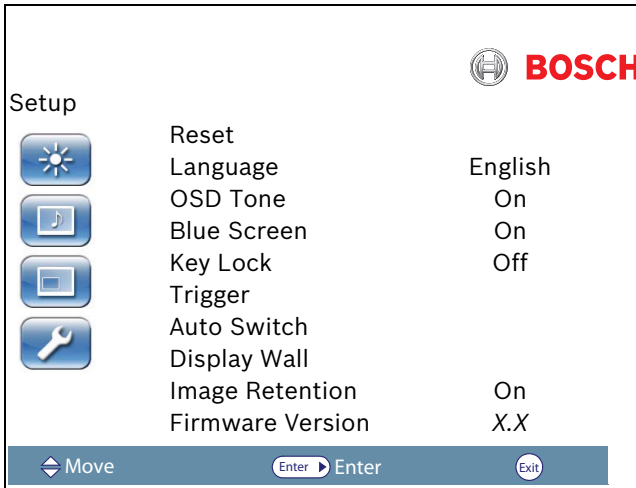 BOSCH
Setup
Reset
Language English
OSD Tone On
Blue Screen On
Key Lock Off
Trigger
Auto Switch
Display Wall
Image Retention On
Firmware Version X.X
Move Enter Enter Exit